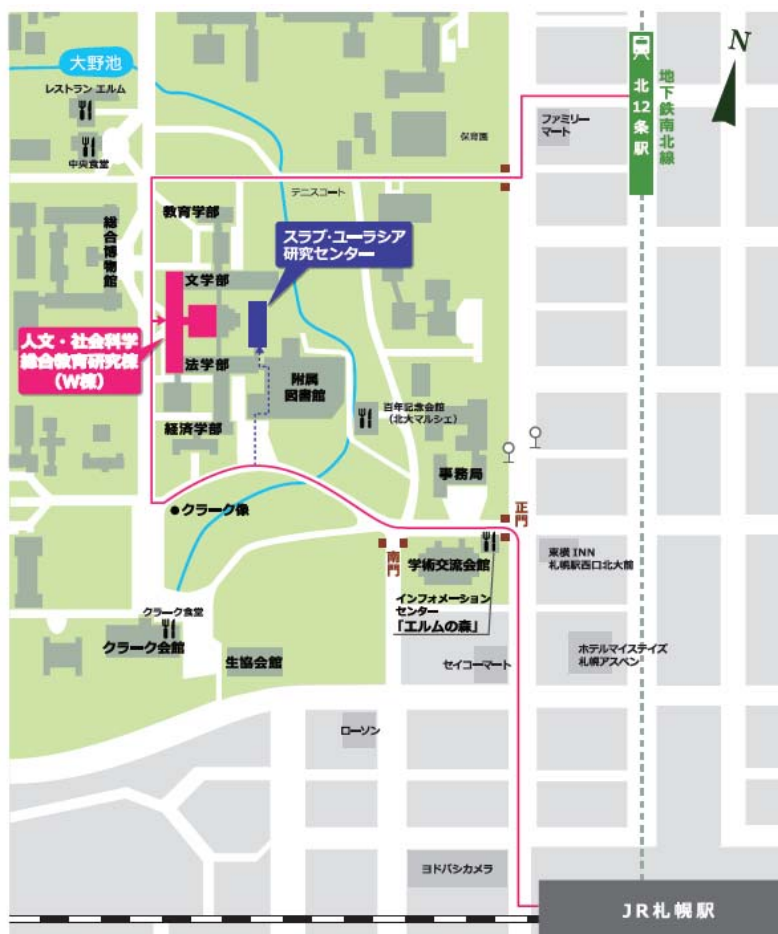 大野池
レストラン エルム
中央食堂
N
北12条駅
地下鉄南北線
ファミリー
マート
保育園
テニスコート
教育学部
総合博物館
スラブ・ユーラシア
研究センター
文学部
人文・社会科学
総合教育研究棟
(W棟)
法学部
附属
図書館
経済学部
百年記念会館
(北大マルシェ)
事務局
クラーク像
正門
南門
学術交流会館
東横 INN
札幌駅西口北大前
インフォメーション
センター
「エルムの森」
クラーク食堂
クラーク会館
生協会館
セイコーマート
ホテルマイステイズ
札幌アスペン
ローソン
ヨドバシカメラ
JR札幌駅